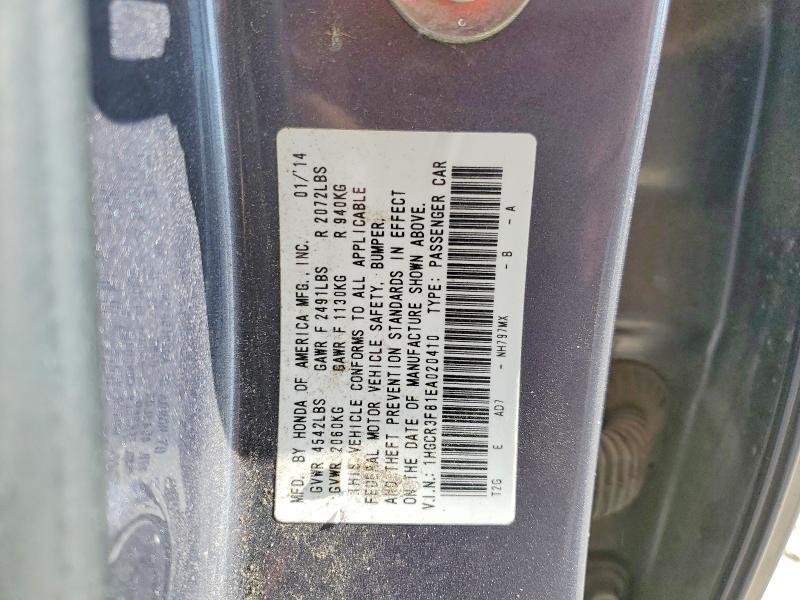 MFD. BY HONDA OF AMERICA MFG., INC. 01/'14
GVWR 4542LBS GAWR F 2491LBS R 2072LBS
GVWR 2060KG GAWR F 1130KG R 940KG
THIS VEHICLE CONFORMS TO ALL APPLICABLE
FEDERAL MOTOR VEHICLE SAFETY, BUMPER,
AND THEFT PREVENTION STANDARDS IN EFFECT
ON THE DATE OF MANUFACTURE SHOWN ABOVE.
V.I.N.: 1HGCR3F81EA020410 TYPE: PASSENGER CAR
T2G E AD7 - NH797MX - B - A